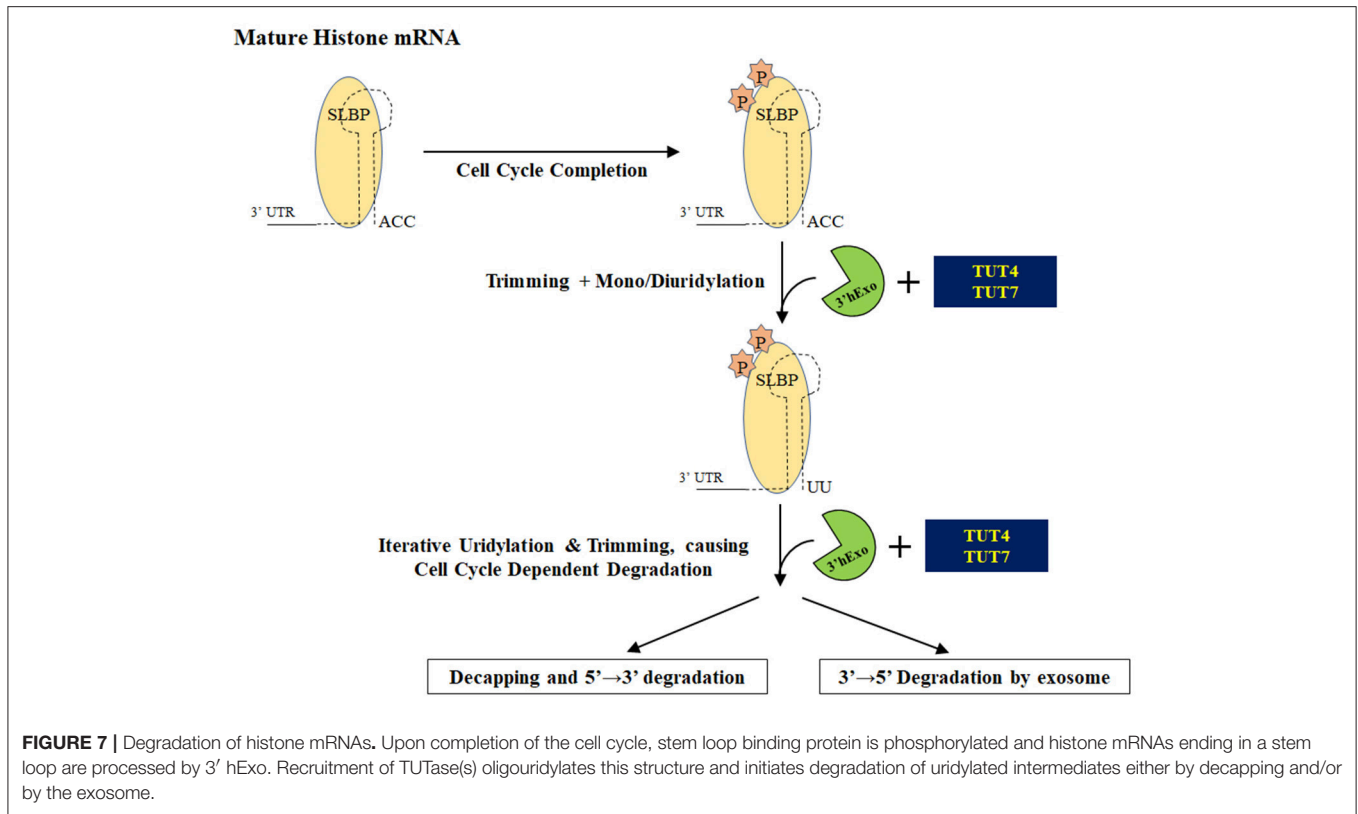 Mature Histone mRNA
P
P
SLBP
SLBP
Cell Cycle Completion
3' UTR
ACC
3' UTR
ACC
Trimming + Mono/Diuridylation
3'hExo
+
TUT4
TUT7
P
P
SLBP
3' UTR
UU
Iterative Uridylation & Trimming, causing
Cell Cycle Dependent Degradation
3'hExo
+
TUT4
TUT7
Decapping and 5'→3' degradation
3'→5' Degradation by exosome
FIGURE 7 | Degradation of histone mRNAs. Upon completion of the cell cycle, stem loop binding protein is phosphorylated and histone mRNAs ending in a stem
loop are processed by 3′ hExo. Recruitment of TUTase(s) oligouridylates this structure and initiates degradation of uridylated intermediates either by decapping and/or
by the exosome.